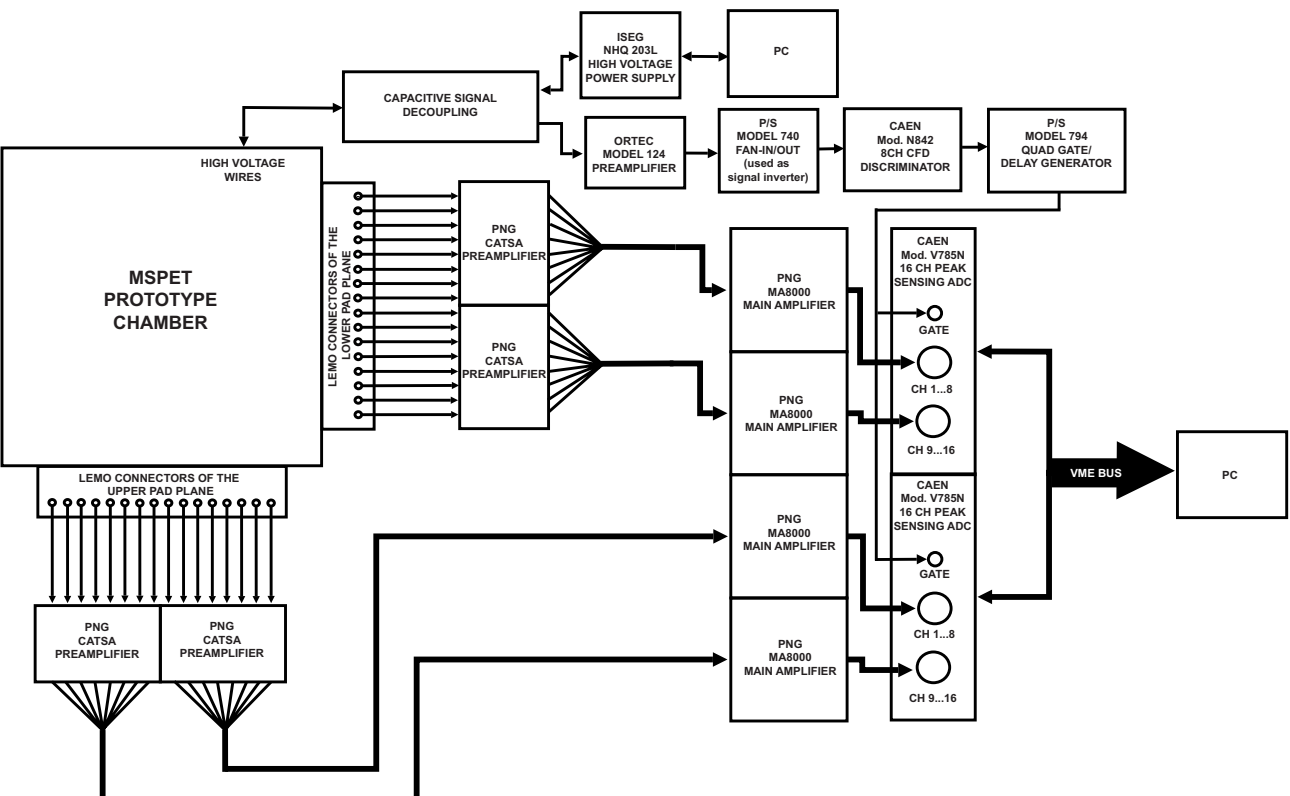 ISEG
NHQ 203L
HIGH VOLTAGE
POWER SUPPLY
PC
CAPACITIVE SIGNAL
DECOUPLING
ORTEC
MODEL 124
PREAMPLIFIER
P/S
MODEL 740
FAN-IN/OUT
(used as
signal inverter)
CAEN
Mod. N842
8CH CFD
DISCRIMINATOR
P/S
MODEL 794
QUAD GATE/
DELAY GENERATOR
HIGH VOLTAGE
WIRES
MSPET
PROTOTYPE
CHAMBER
LEMO CONNECTORS OF THE
LOWER PAD PLANE
PNG
CATSA
PREAMPLIFIER
PNG
CATSA
PREAMPLIFIER
LEMO CONNECTORS OF THE
UPPER PAD PLANE
PNG
CATSA
PREAMPLIFIER
PNG
CATSA
PREAMPLIFIER
PNG
MA8000
MAIN AMPLIFIER
PNG
MA8000
MAIN AMPLIFIER
PNG
MA8000
MAIN AMPLIFIER
PNG
MA8000
MAIN AMPLIFIER
CAEN
Mod. V785N
16 CH PEAK
SENSING ADC
GATE
CH 1...8
CH 9...16
CAEN
Mod. V785N
16 CH PEAK
SENSING ADC
GATE
CH 1...8
CH 9...16
VME BUS
PC